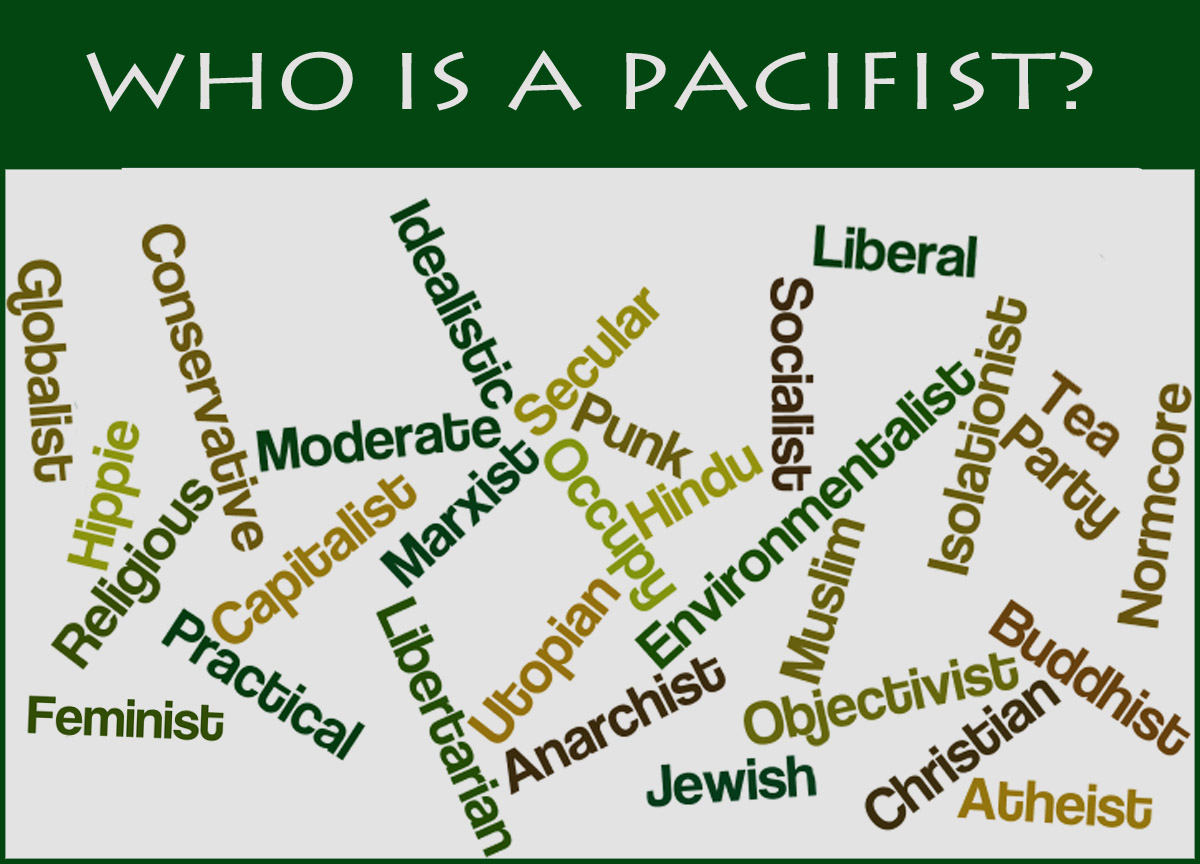 WHO IS A PACIFIST?
Globalist
Conservative
Idealistic
Liberal
Secular
Socialist
Isolationist
Hippie
Moderate
Punk
Environmentalist
Tea
Party
Normcore
Religious
Capitalist
Marxist
Occupy
Hindu
Muslim
Practical
Libertarian
Utopian
Anarchist
Objectivist
Buddhist
Feminist
Jewish
Christian
Atheist